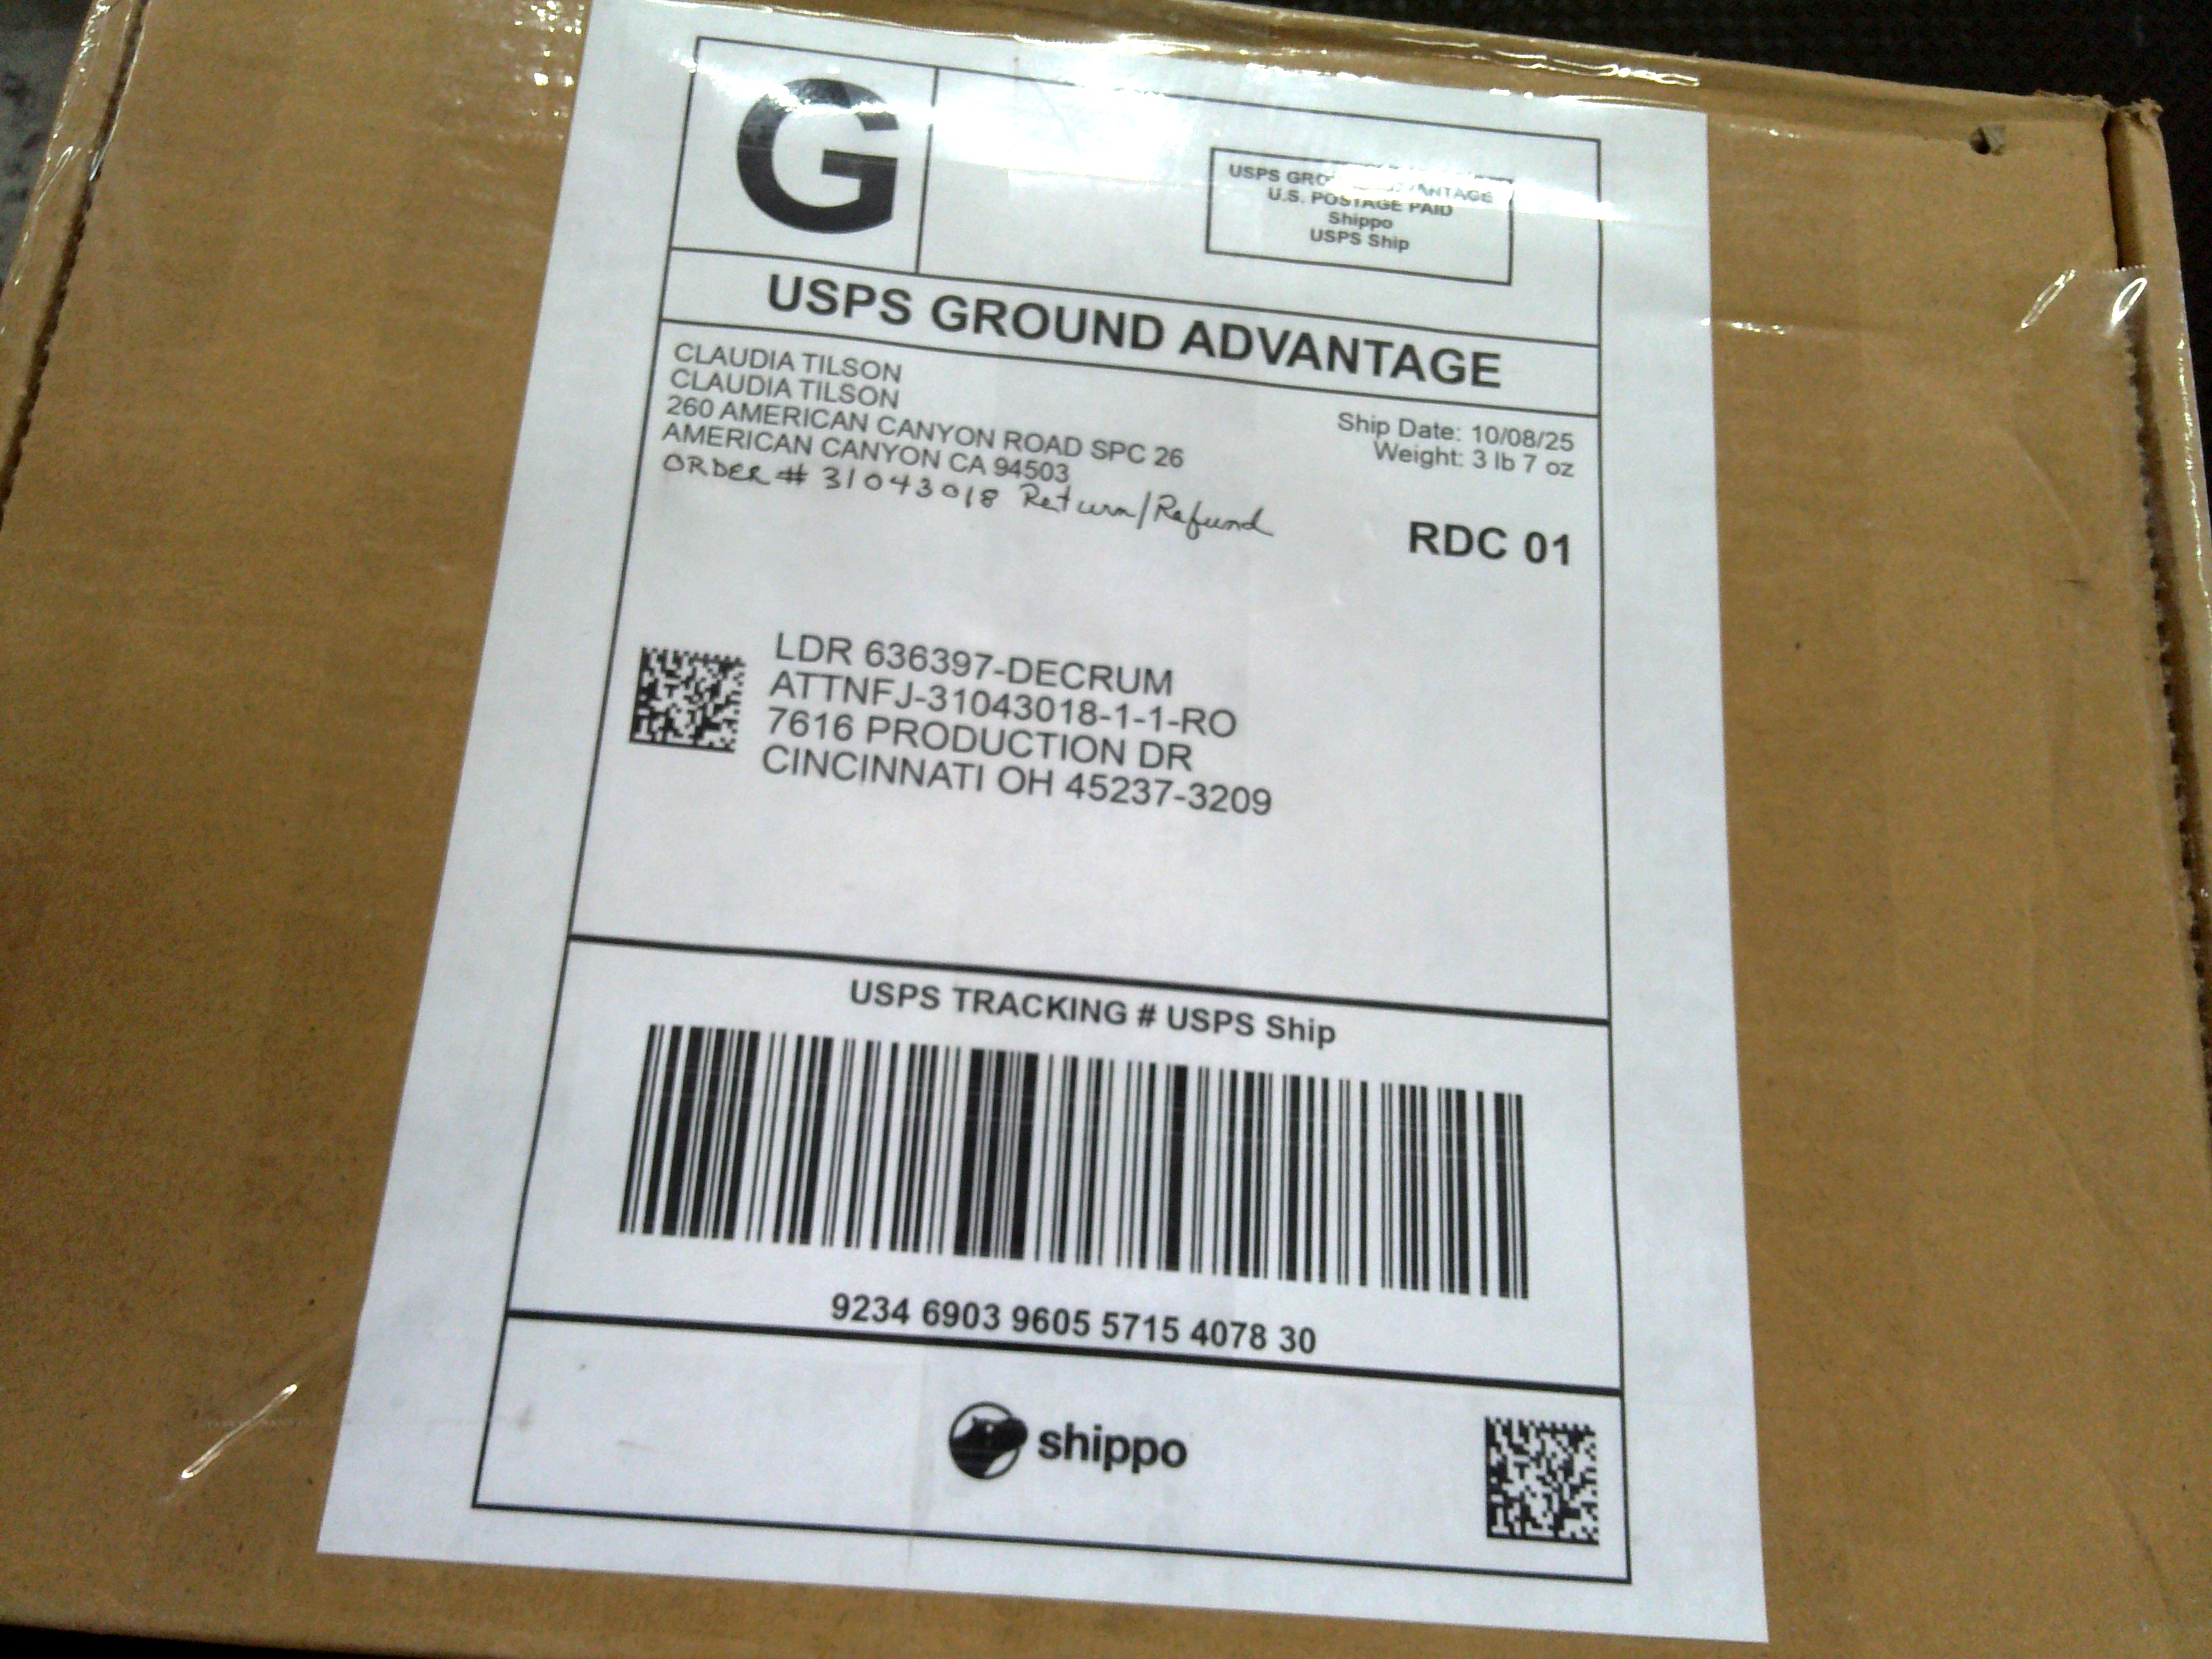 G
USPS GROUND ADVANTAGE
U.S. POSTAGE PAID
Shippo
USPS Ship
USPS GROUND ADVANTAGE
CLAUDIA TILSON
CLAUDIA TILSON
260 AMERICAN CANYON ROAD SPC 26
AMERICAN CANYON CA 94503
ORDER # 31043018 Return/Refund
Ship Date: 10/08/25
Weight: 3 lb 7 oz
RDC 01
LDR 636397-DECRUM
ATTNFJ-31043018-1-1-RO
7616 PRODUCTION DR
CINCINNATI OH 45237-3209
USPS TRACKING # USPS Ship
9234 6903 9605 5715 4078 30
shippo